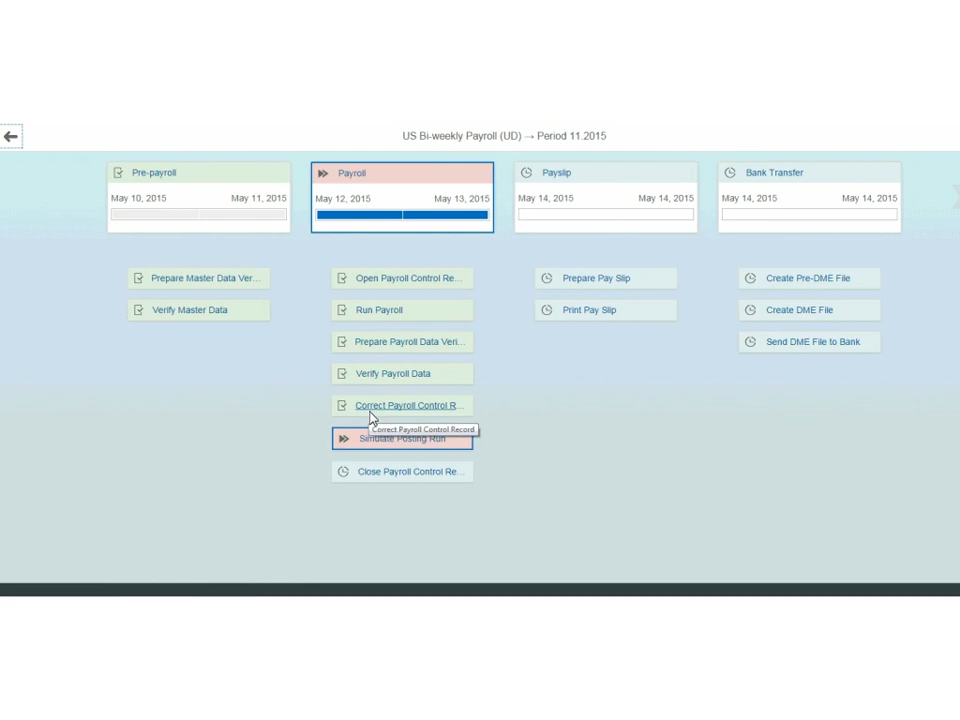 US Bi-weekly Payroll (UD) → Period 11.2015
Pre-payroll
May 10, 2015 May 11, 2015
Prepare Master Data Ver...
Verify Master Data
Payroll
May 12, 2015 May 13, 2015
Open Payroll Control Re...
Run Payroll
Prepare Payroll Data Veri...
Verify Payroll Data
Correct Payroll Control R...
Correct Payroll Control Record
Simulate Posting Run
Close Payroll Control Re...
Payslip
May 14, 2015 May 14, 2015
Prepare Pay Slip
Print Pay Slip
Bank Transfer
May 14, 2015 May 14, 2015
Create Pre-DME File
Create DME File
Send DME File to Bank